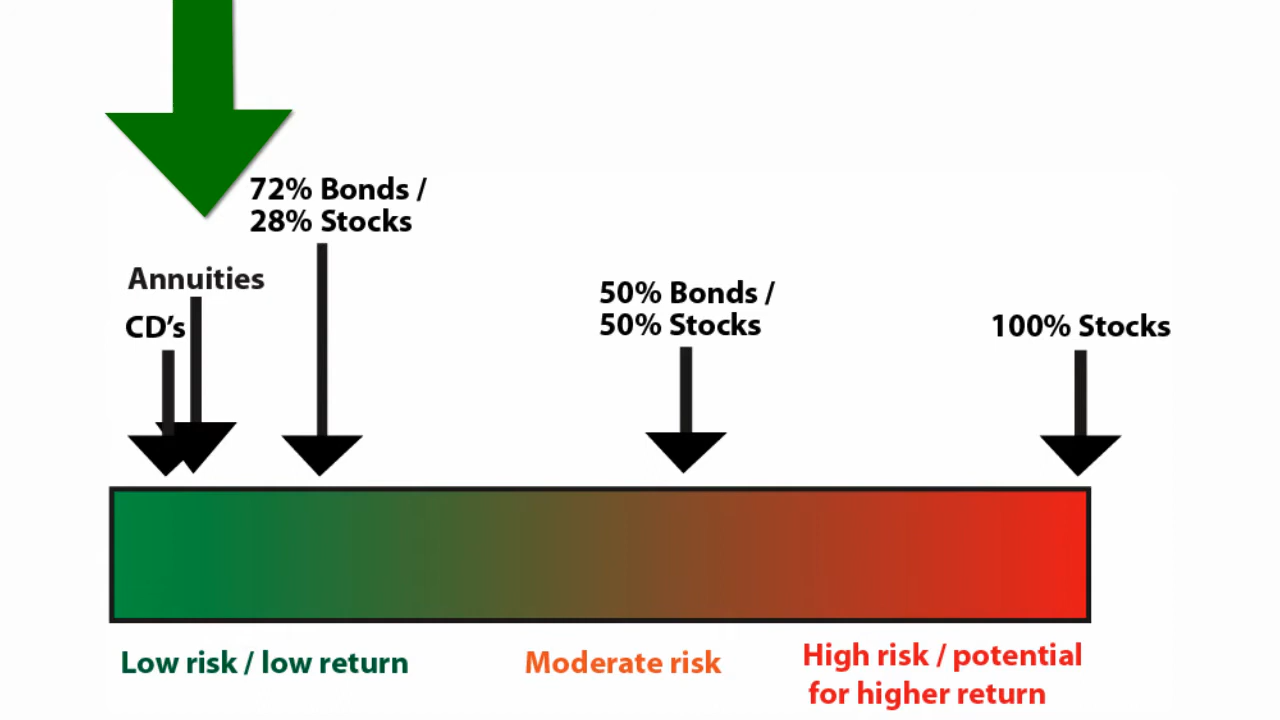 72% Bonds /
28% Stocks
Annuities
CD’s
50% Bonds /
50% Stocks
100% Stocks
Low risk / low return
Moderate risk
High risk / potential
for higher return